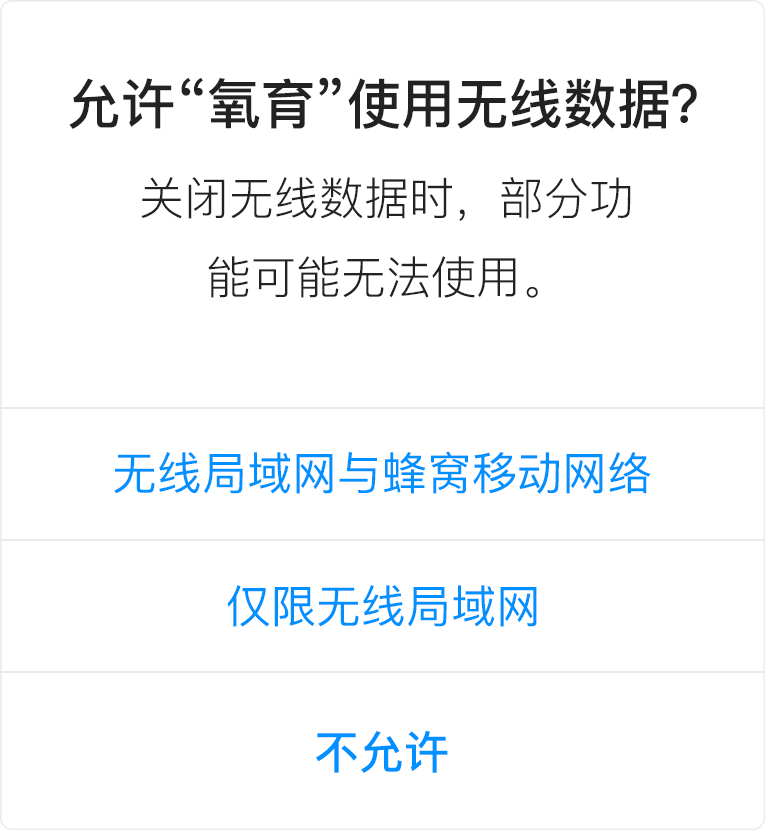 允许“氧育”使用无线数据?
关闭无线数据时，部分功
能可能无法使用。
无线局域网与蜂窝移动网络
仅限无线局域网
不允许